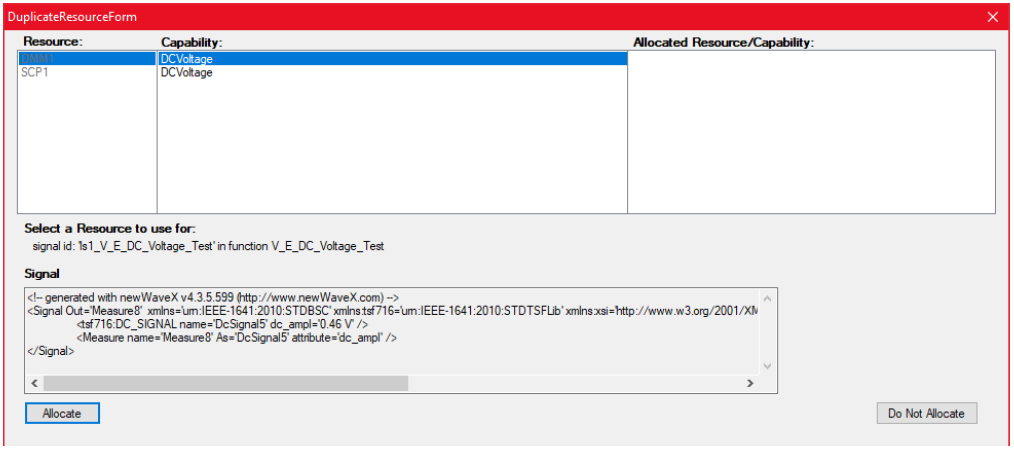 DuplicateResourceForm
Resource: Capability: Allocated Resource/Capability:
DMM1 DCVoltage
SCP1 DCVoltage
Select a Resource to use for:
signal id: 'ls1_V_E_DC_Voltage_Test' in function V_E_DC_Voltage_Test
Signal
<!-- generated with newWaveX v4.3.5.599 (http://www.newWaveX.com) -->
<Signal Out='Measure8' xmlns='urn:IEEE-1641:2010:STDBSC' xmlns:tsf716='urn:IEEE-1641:2010:STDTSFLib' xmlns:xsi='http://www.w3.org/2001/XM
<tsf716:DC_SIGNAL name='DcSignal5' dc_ampl='0.46 V' />
<Measure name='Measure8' As='DcSignal5' attribute='dc_ampl' />
</Signal>
Allocate Do Not Allocate